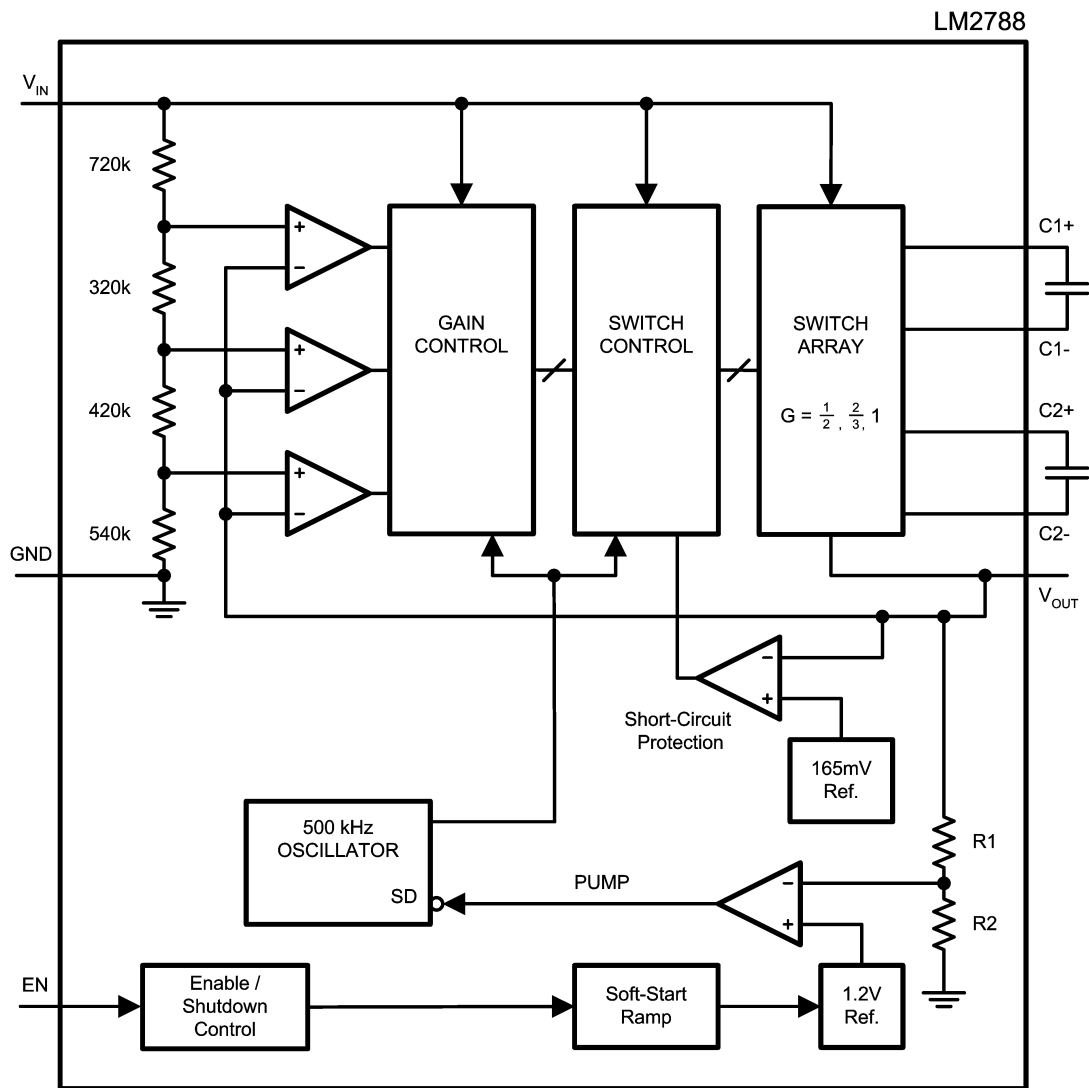 LM2788
VIN
720k
320k
420k
540k
GND
+
−
+
−
+
−
GAIN
CONTROL
SWITCH
CONTROL
SWITCH
ARRAY
G = 1/2, 2/3, 1
C1+
C1-
C2+
C2-
VOUT
−
+
Short-Circuit
Protection
165mV
Ref.
500 kHz
OSCILLATOR
SD
PUMP
−
+
R1
R2
EN
Enable /
Shutdown
Control
Soft-Start
Ramp
1.2V
Ref.